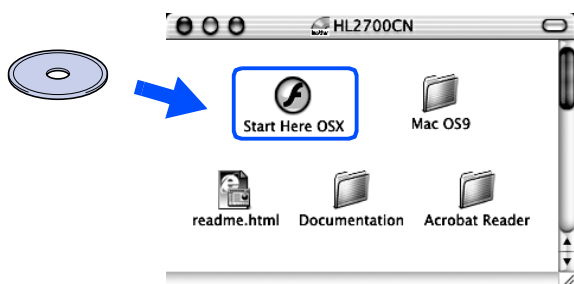 HL2700CN
Start Here OSX
Mac OS9
readme.html
Documentation
Acrobat Reader